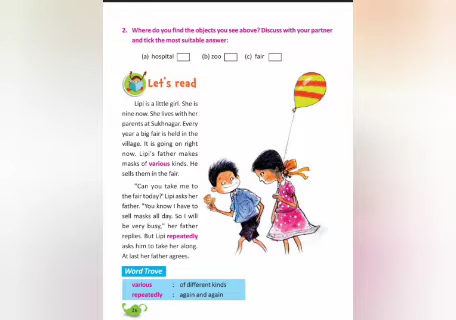 2. Where do you find the objects you see above? Discuss with your partner
and tick the most suitable answer:
(a) hospital (b) zoo (c) fair
Let's read
Lipi is a little girl. She is
nine now. She lives with her
parents at Sukhnagar. Every
year a big fair is held in the
village. It is going on right
now. Lipi's father makes
masks of various kinds. He
sells them in the fair.
"Can you take me to
the fair today?' Lipi asks her
father. "You know I have to
sell masks all day. So I will
be very busy," her father
replies. But Lipi repeatedly
asks him to take her along.
At last her father agrees.
Word Trove
various : of different kinds
repeatedly : again and again